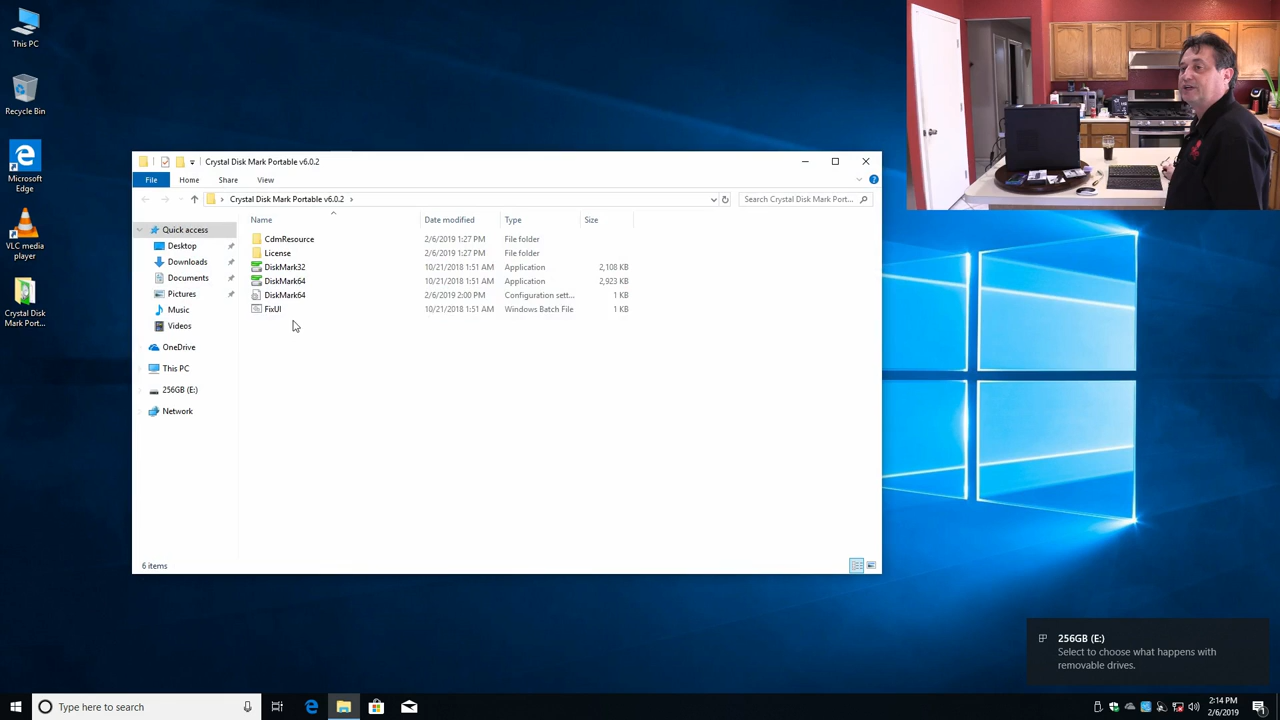 This PC
Recycle Bin
Microsoft
Edge
VLC media
player
Crystal Disk
Mark Port...
Crystal Disk Mark Portable v6.0.2
File Home Share View
Crystal Disk Mark Portable v6.0.2
Search Crystal Disk Mark Port...
Name Date modified Type Size
Quick access
Desktop
Downloads
Documents
Pictures
Music
Videos
OneDrive
This PC
256GB (E:)
Network
CdmResource 2/6/2019 1:27 PM File folder
License 2/6/2019 1:27 PM File folder
DiskMark32 10/21/2018 1:51 AM Application 2,108 KB
DiskMark64 10/21/2018 1:51 AM Application 2,923 KB
DiskMark64 2/6/2019 2:00 PM Configuration sett... 1 KB
FixUI 10/21/2018 1:51 AM Windows Batch File 1 KB
6 items
256GB (E:)
Select to choose what happens with
removable drives.
Type here to search
2:14 PM
2/6/2019